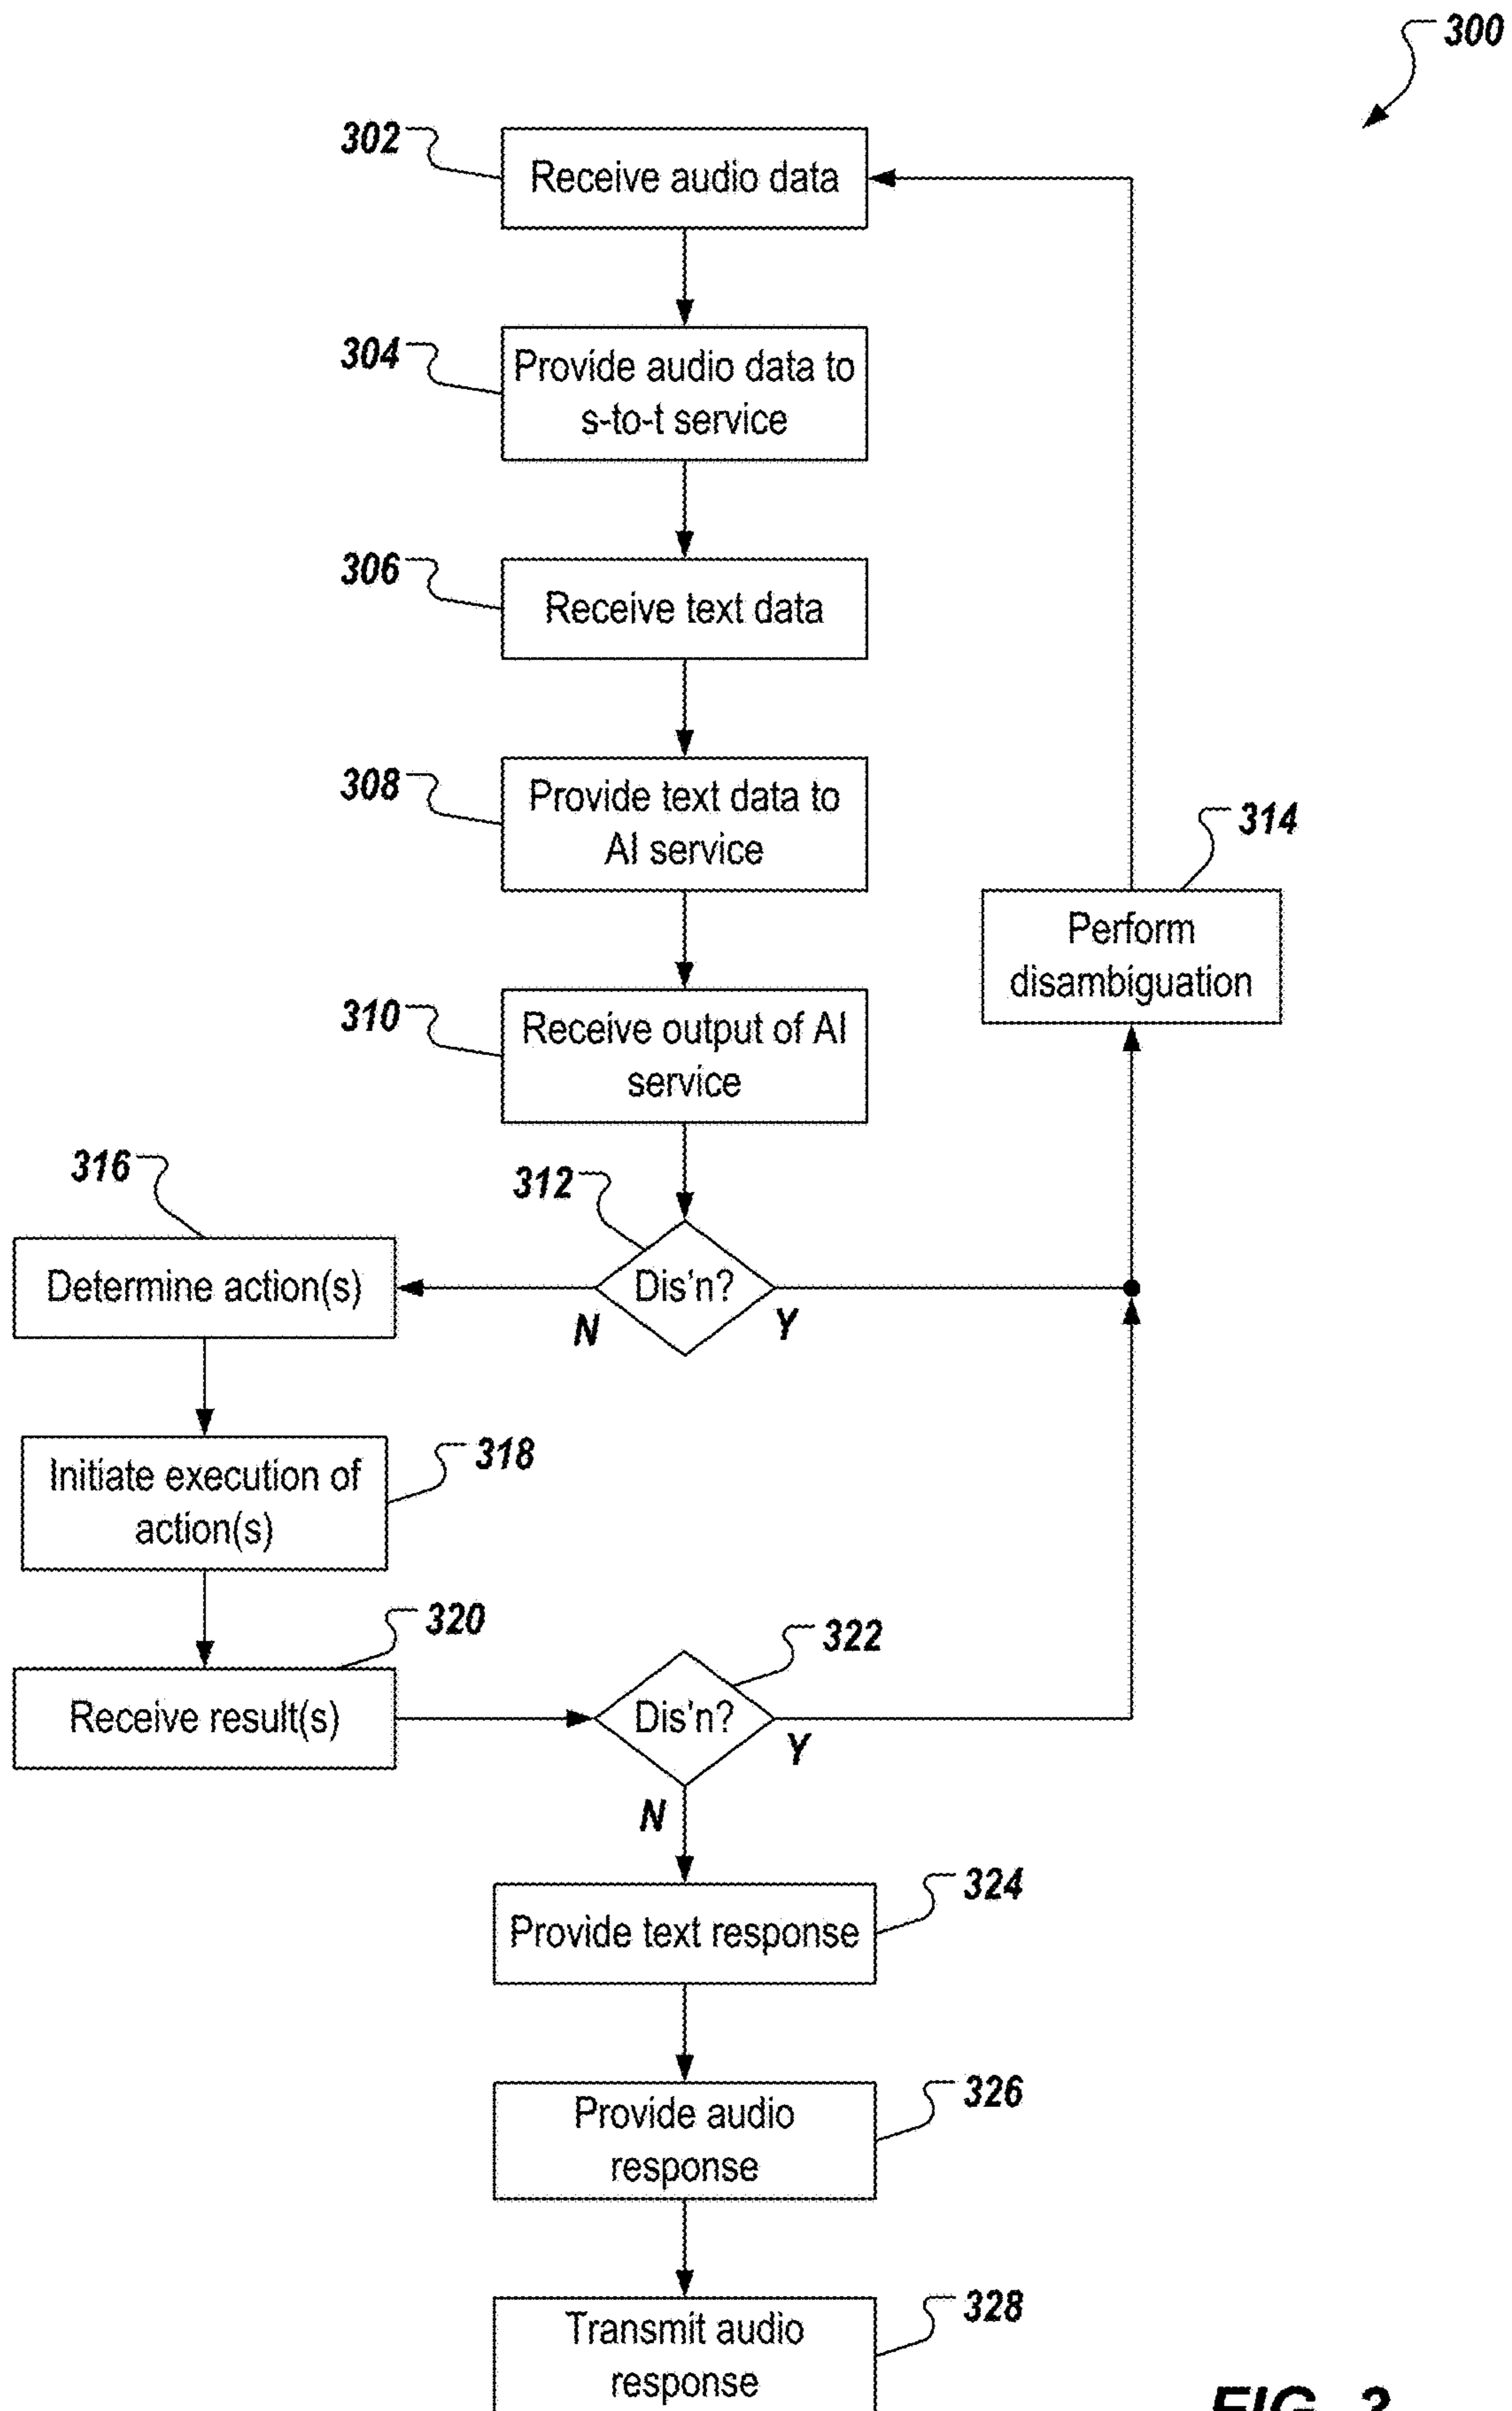 300
302
Receive audio data
304
Provide audio data to
s-to-t service
306
Receive text data
308
Provide text data to
AI service
314
Perform
disambiguation
310
Receive output of AI
service
316
312
Determine action(s)
Dis'n?
N
Y
318
Initiate execution of
action(s)
320
322
Receive result(s)
Dis'n?
Y
N
324
Provide text response
326
Provide audio
response
328
Transmit audio
response
FIG.